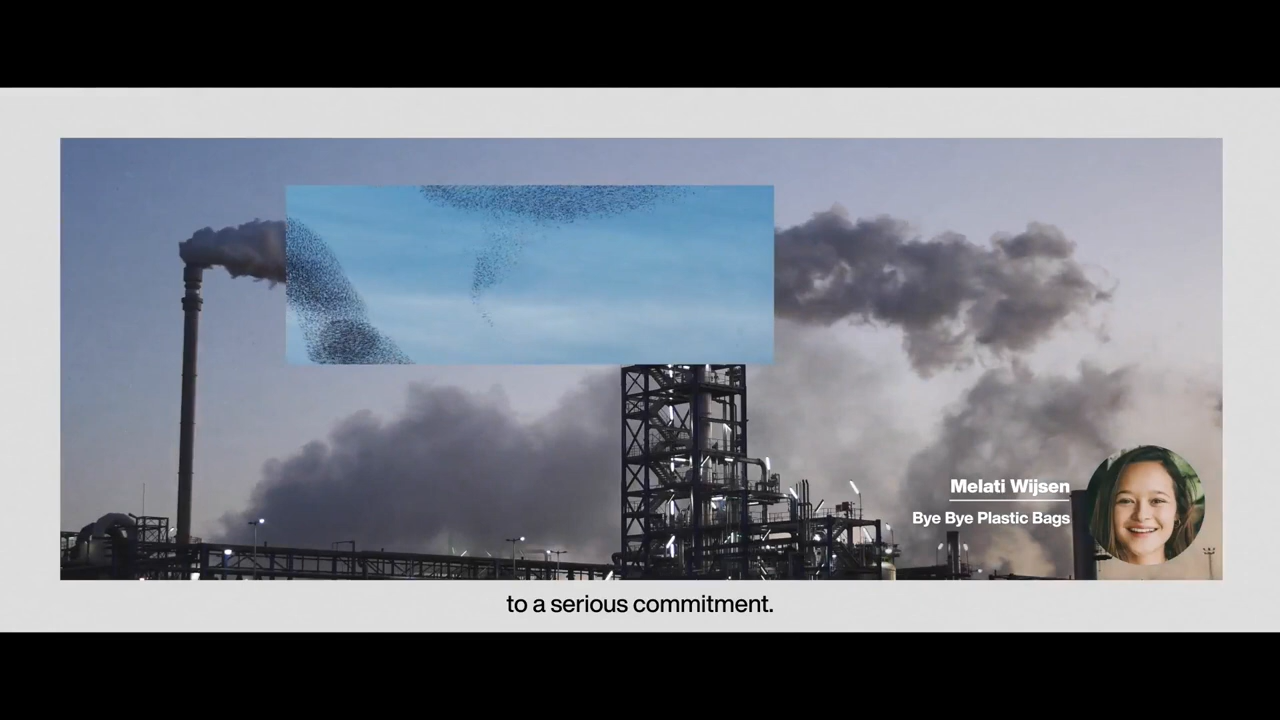 Melati Wijsen
Bye Bye Plastic Bags
to a serious commitment.